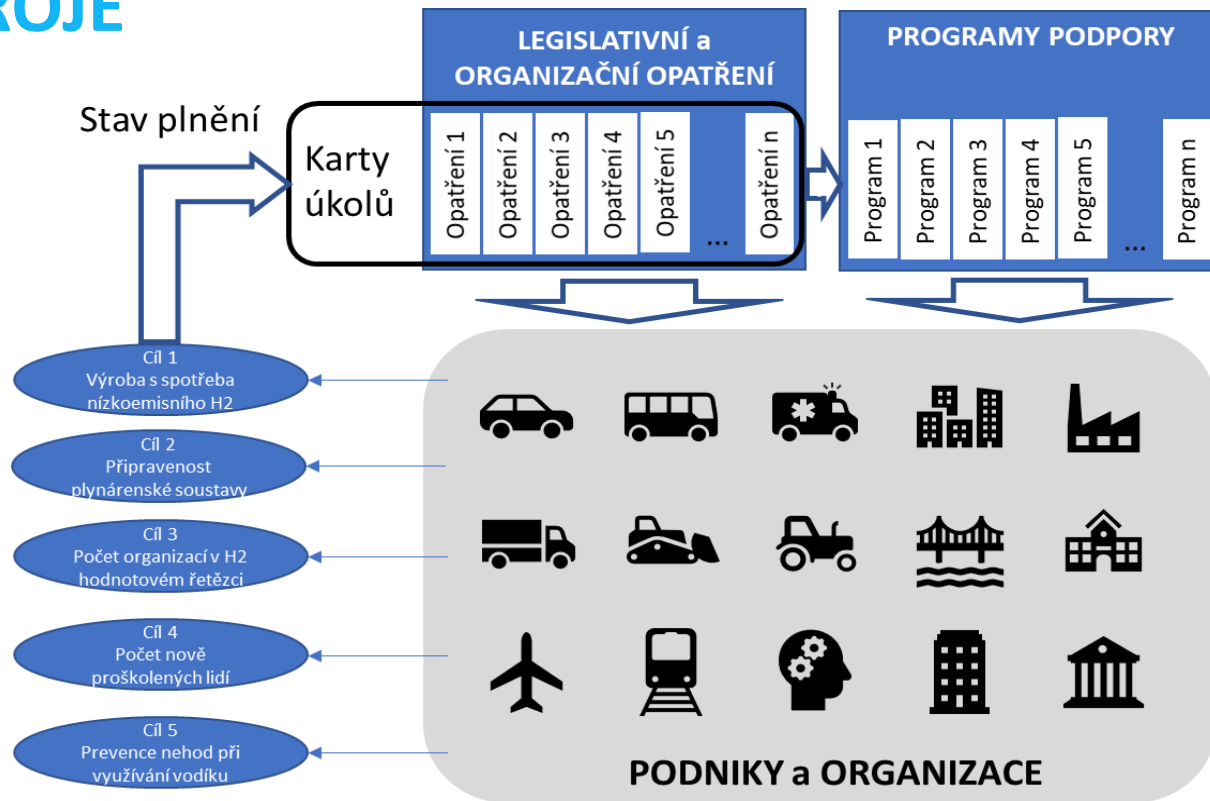 ROJE
LEGISLATIVNÍ a
ORGANIZAČNÍ OPATŘENÍ
PROGRAMY PODPORY
Stav plnění
Karty
úkolů
Opatření 1
Opatření 2
Opatření 3
Opatření 4
Opatření 5
...
Opatření n
Program 1
Program 2
Program 3
Program 4
Program 5
...
Program n
Cíl 1
Výroba s spotřeba
nízkoemisního H2
Cíl 2
Připravenost
plynárenské soustavy
Cíl 3
Počet organizací v H2
hodnotovém řetězci
Cíl 4
Počet nově
proškolených lidí
Cíl 5
Prevence nehod při
využívání vodíku
PODNIKY a ORGANIZACE